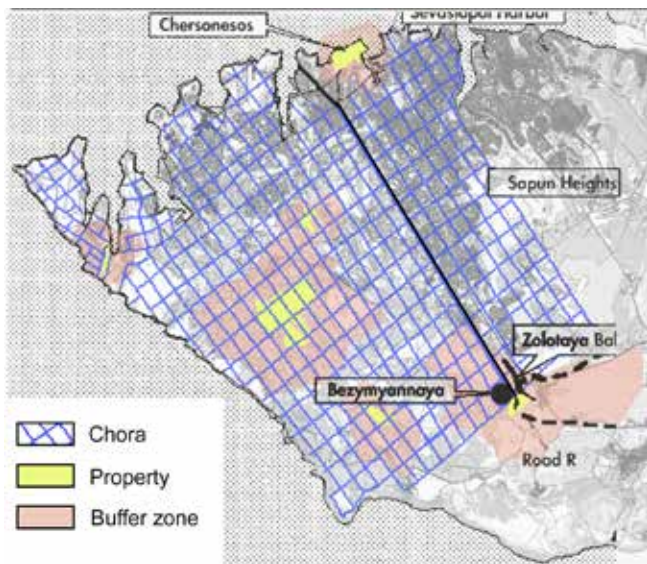 Chersonesos
Sevastopol Harbor
Sapun Heights
Zolotaya Bal
Bezymyannaya
Road R
Chora
Property
Buffer zone